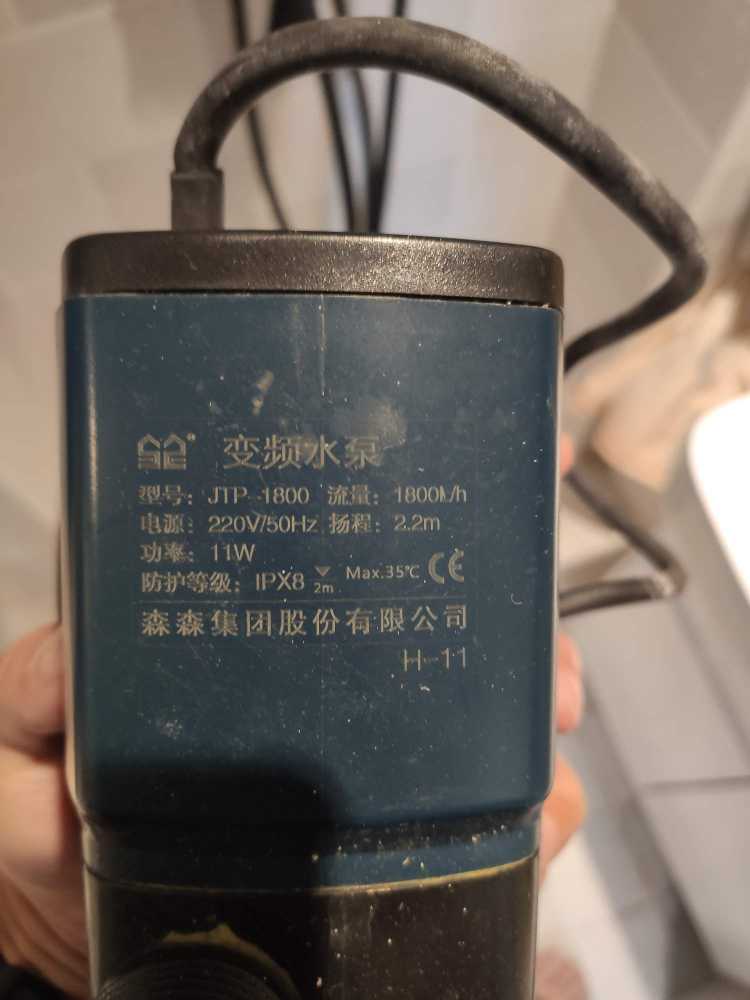 变频水泵
型号：JTP-1800 流量：1800L/h
电源：220V/50Hz 扬程：2.2m
功率：11W
防护等级：IPX8 2m Max.35℃ CE
森森集团股份有限公司
H-11